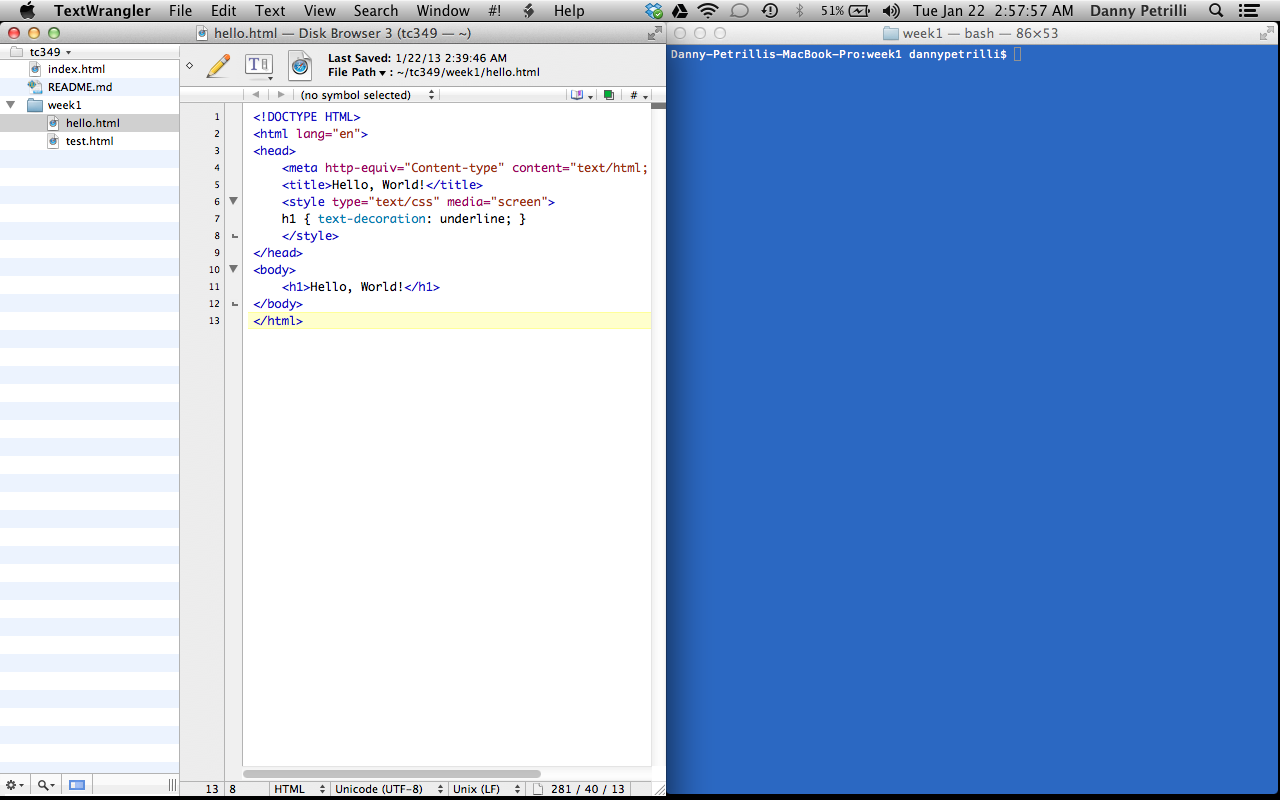 TextWrangler File Edit Text View Search Window #! Help 51% Tue Jan 22 2:57:57 AM Danny Petrilli
hello.html — Disk Browser 3 (tc349 — ~)
week1 — bash — 86×53
tc349
index.html
README.md
week1
hello.html
test.html
Last Saved: 1/22/13 2:39:46 AM
File Path ▾ : ~/tc349/week1/hello.html
(no symbol selected)
#
1 <!DOCTYPE HTML>
2 <html lang="en">
3 <head>
4 <meta http-equiv="Content-type" content="text/html;
5 <title>Hello, World!</title>
6 <style type="text/css" media="screen">
7 h1 { text-decoration: underline; }
8 </style>
9 </head>
10 <body>
11 <h1>Hello, World!</h1>
12 </body>
13 </html>
13 8 HTML Unicode (UTF-8) Unix (LF) 281 / 40 / 13
Danny-Petrillis-MacBook-Pro:week1 dannypetrilli$